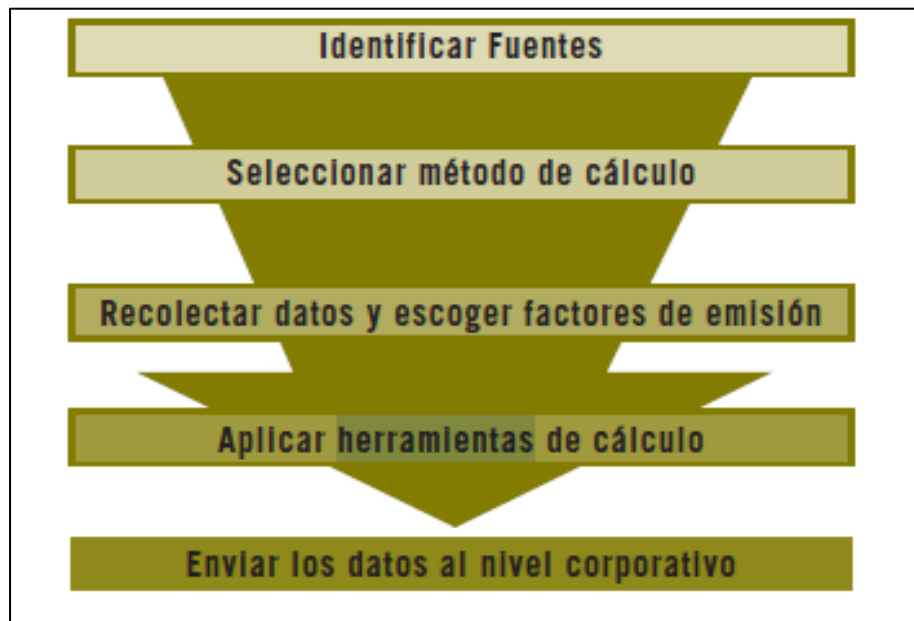 Identificar Fuentes
Seleccionar método de cálculo
Recolectar datos y escoger factores de emisión
Aplicar herramientas de cálculo
Enviar los datos al nivel corporativo